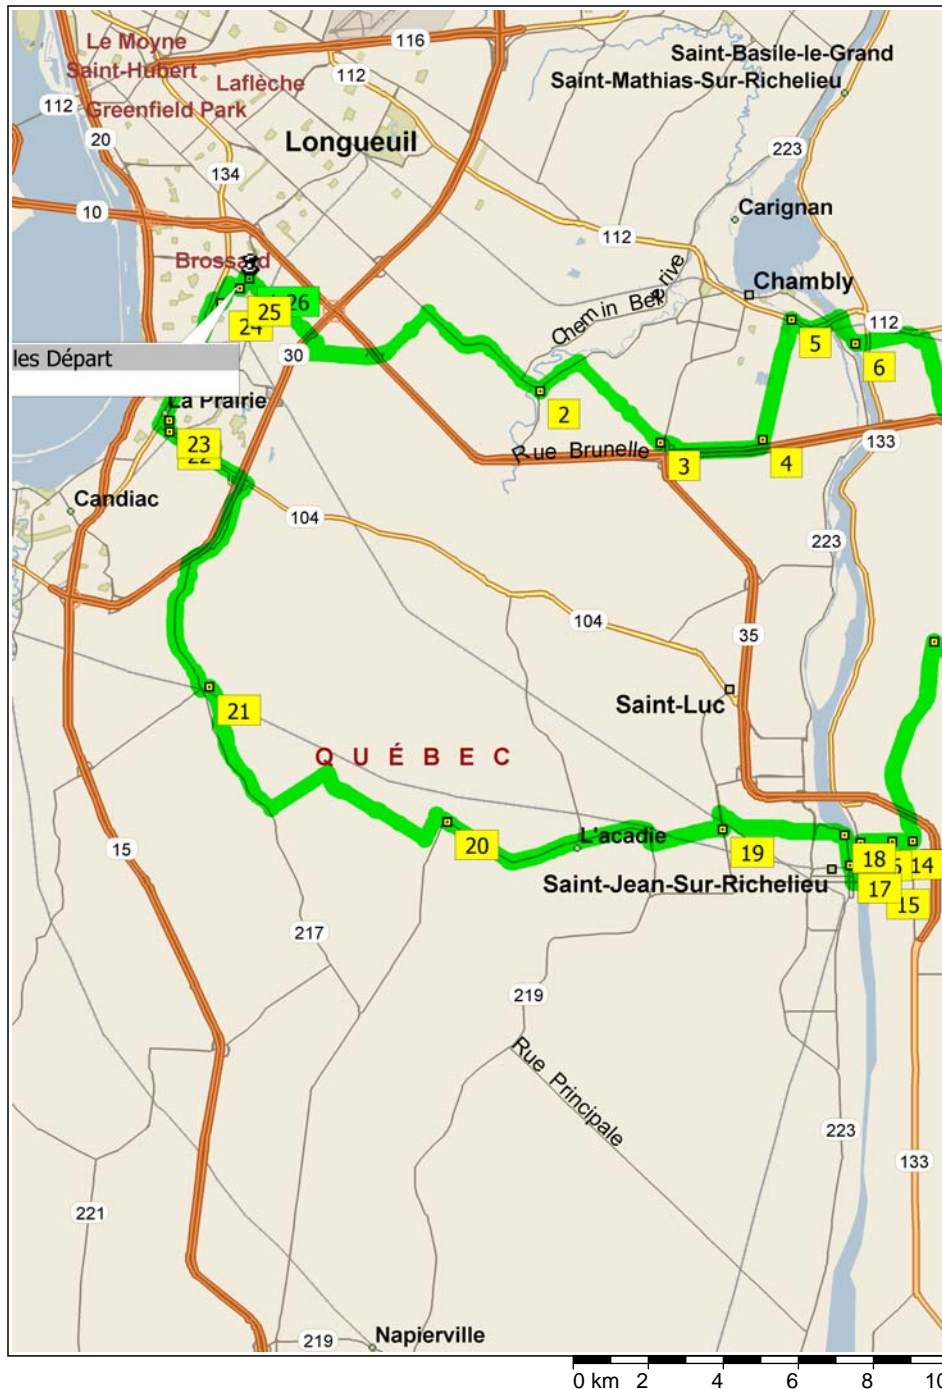 Le Moyne
116
Saint-Basile-le-Grand
Saint-Hubert
Laflèche
112
Saint-Mathias-Sur-Richelieu
112
Greenfield Park
20
Longueuil
223
134
10
Carignan
112
Brossard
Chemin Bellerive
Chambly
26
25
24
5
112
6
30
les Départ
La Prairie
2
Rue Brunelle
3
4
133
23
22
Candiac
104
223
104
35
21
Saint-Luc
QUÉBEC
15
20
L'acadie
19
18
14
Saint-Jean-Sur-Richelieu
17
15
217
219
Rue Principale
223
133
221
219
Napierville
0 km 2 4 6 8 10